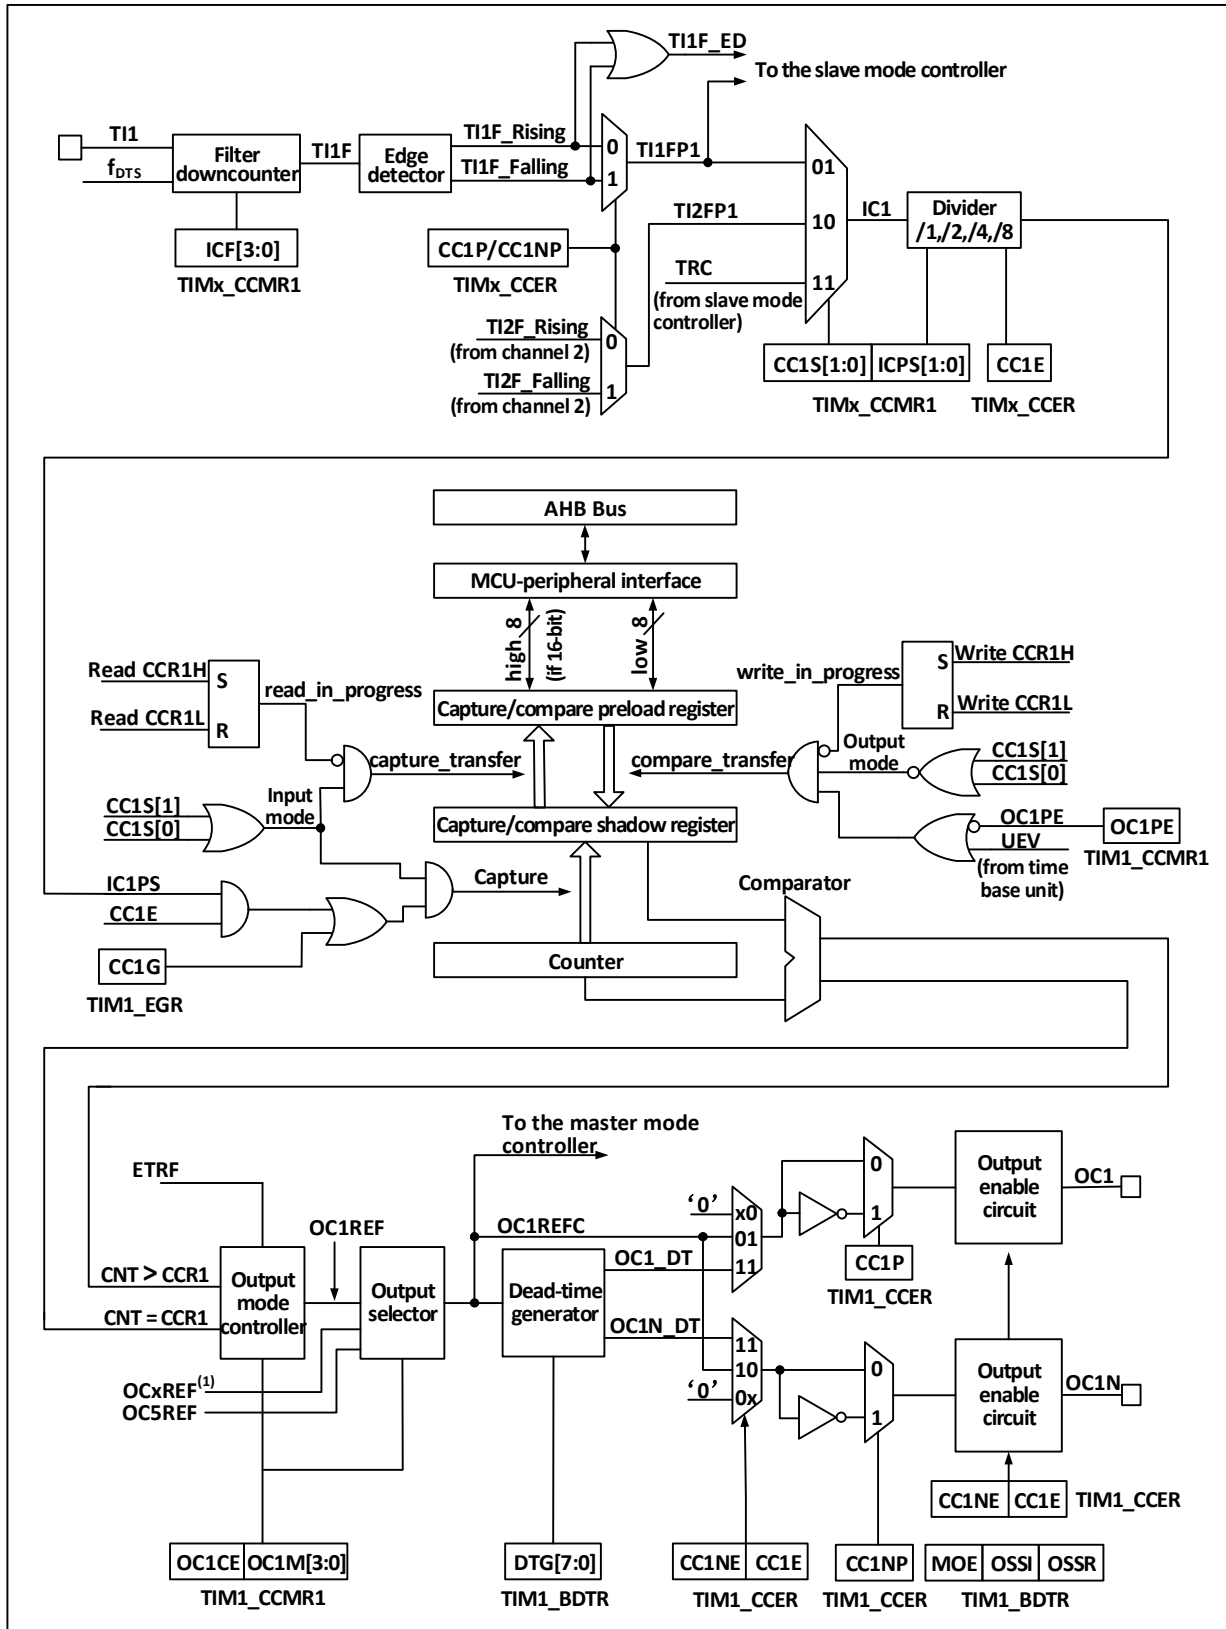 TI1F_ED
To the slave mode controller
TI1
fDTS
Filter
downcounter
TI1F
Edge
detector
TI1F_Rising
TI1F_Falling
0
1
TI1FP1
01
10
11
TI2FP1
TRC
(from slave mode
controller)
IC1
Divider
/1,/2,/4,/8
ICF[3:0]
TIMx_CCMR1
CC1P/CC1NP
TIMx_CCER
TI2F_Rising
(from channel 2)
TI2F_Falling
(from channel 2)
0
1
CC1S[1:0]
ICPS[1:0]
TIMx_CCMR1
CC1E
TIMx_CCER
AHB Bus
MCU-peripheral interface
high
8
(if 16-bit)
low
8
Read CCR1H
Read CCR1L
S
R
read_in_progress
Capture/compare preload register
write_in_progress
S
R
Write CCR1H
Write CCR1L
capture_transfer
compare_transfer
Output
mode
CC1S[1]
CC1S[0]
CC1S[1]
CC1S[0]
Input
mode
Capture/compare shadow register
OC1PE
UEV
(from time
base unit)
OC1PE
TIM1_CCMR1
IC1PS
CC1E
Capture
Comparator
CC1G
TIM1_EGR
Counter
To the master mode
controller
ETRF
OC1REF
CNT > CCR1
CNT = CCR1
Output
mode
controller
Output
selector
OC1REFC
Dead-time
generator
OC1_DT
OC1N_DT
‘0’
x0
01
11
11
10
0x
‘0’
0
1
CC1P
TIM1_CCER
Output
enable
circuit
OC1
0
1
Output
enable
circuit
OC1N
OCxREF(1)
OC5REF
CC1NE
CC1E
TIM1_CCER
OC1CE
OC1M[3:0]
TIM1_CCMR1
DTG[7:0]
TIM1_BDTR
CC1NE
CC1E
TIM1_CCER
CC1NP
TIM1_CCER
MOE
OSSI
OSSR
TIM1_BDTR